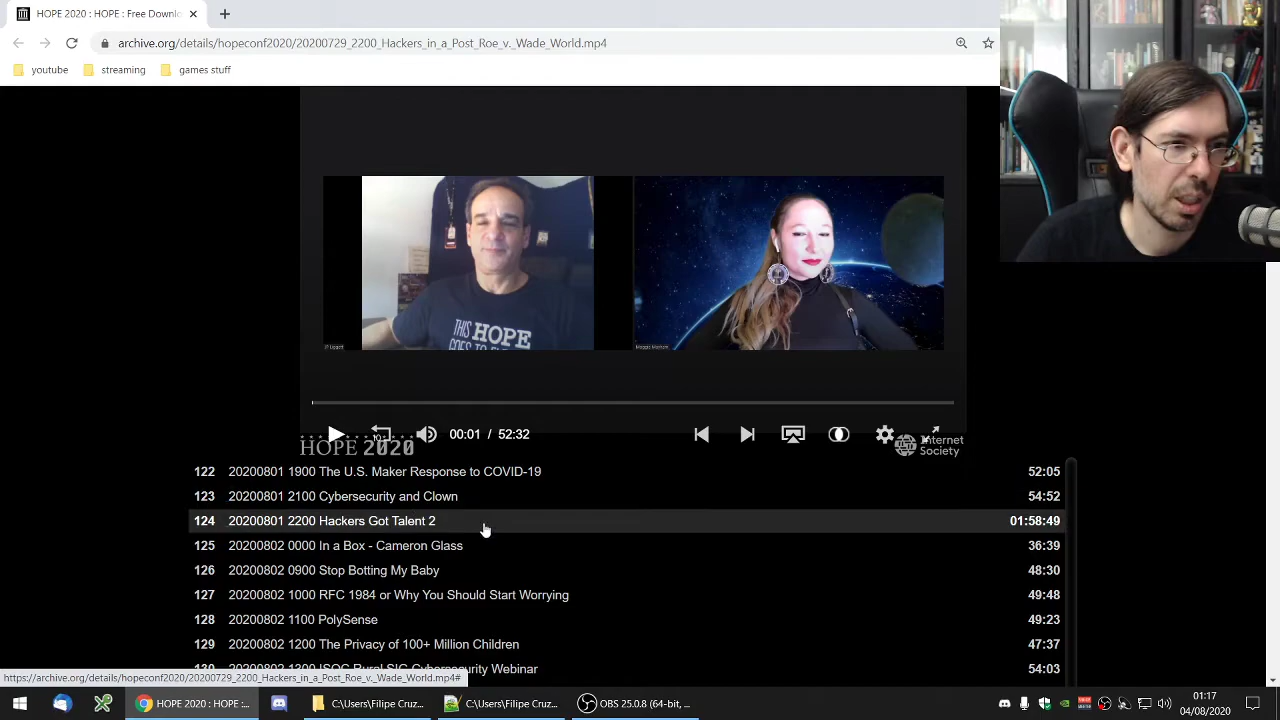 HOPE 2020 : HOPE : Free Downlo
archive.org/details/hopeconf2020/20200729_2200_Hackers_in_a_Post_Roe_v._Wade_World.mp4
youtube
streaming
games stuff
THIS HOPE
GOES TO
00:01 / 52:32
HOPE 2020
Internet
Society
122 20200801 1900 The U.S. Maker Response to COVID-19 52:05
123 20200801 2100 Cybersecurity and Clown 54:52
124 20200801 2200 Hackers Got Talent 2 01:58:49
125 20200802 0000 In a Box - Cameron Glass 36:39
126 20200802 0900 Stop Botting My Baby 48:30
127 20200802 1000 RFC 1984 or Why You Should Start Worrying 49:48
128 20200802 1100 PolySense 49:23
129 20200802 1200 The Privacy of 100+ Million Children 47:37
130 20200802 1300 ISOC Rural SIG Cybersecurity Webinar 54:03
https://archive.org/details/hopeconf2020/20200729_2200_Hackers_in_a_Post_Roe_v._Wade_World.mp4#
HOPE 2020 : HOPE :...
C:\Users\Filipe Cruz...
C:\Users\Filipe Cruz...
OBS 25.0.8 (64-bit, ...
01:17
04/08/2020